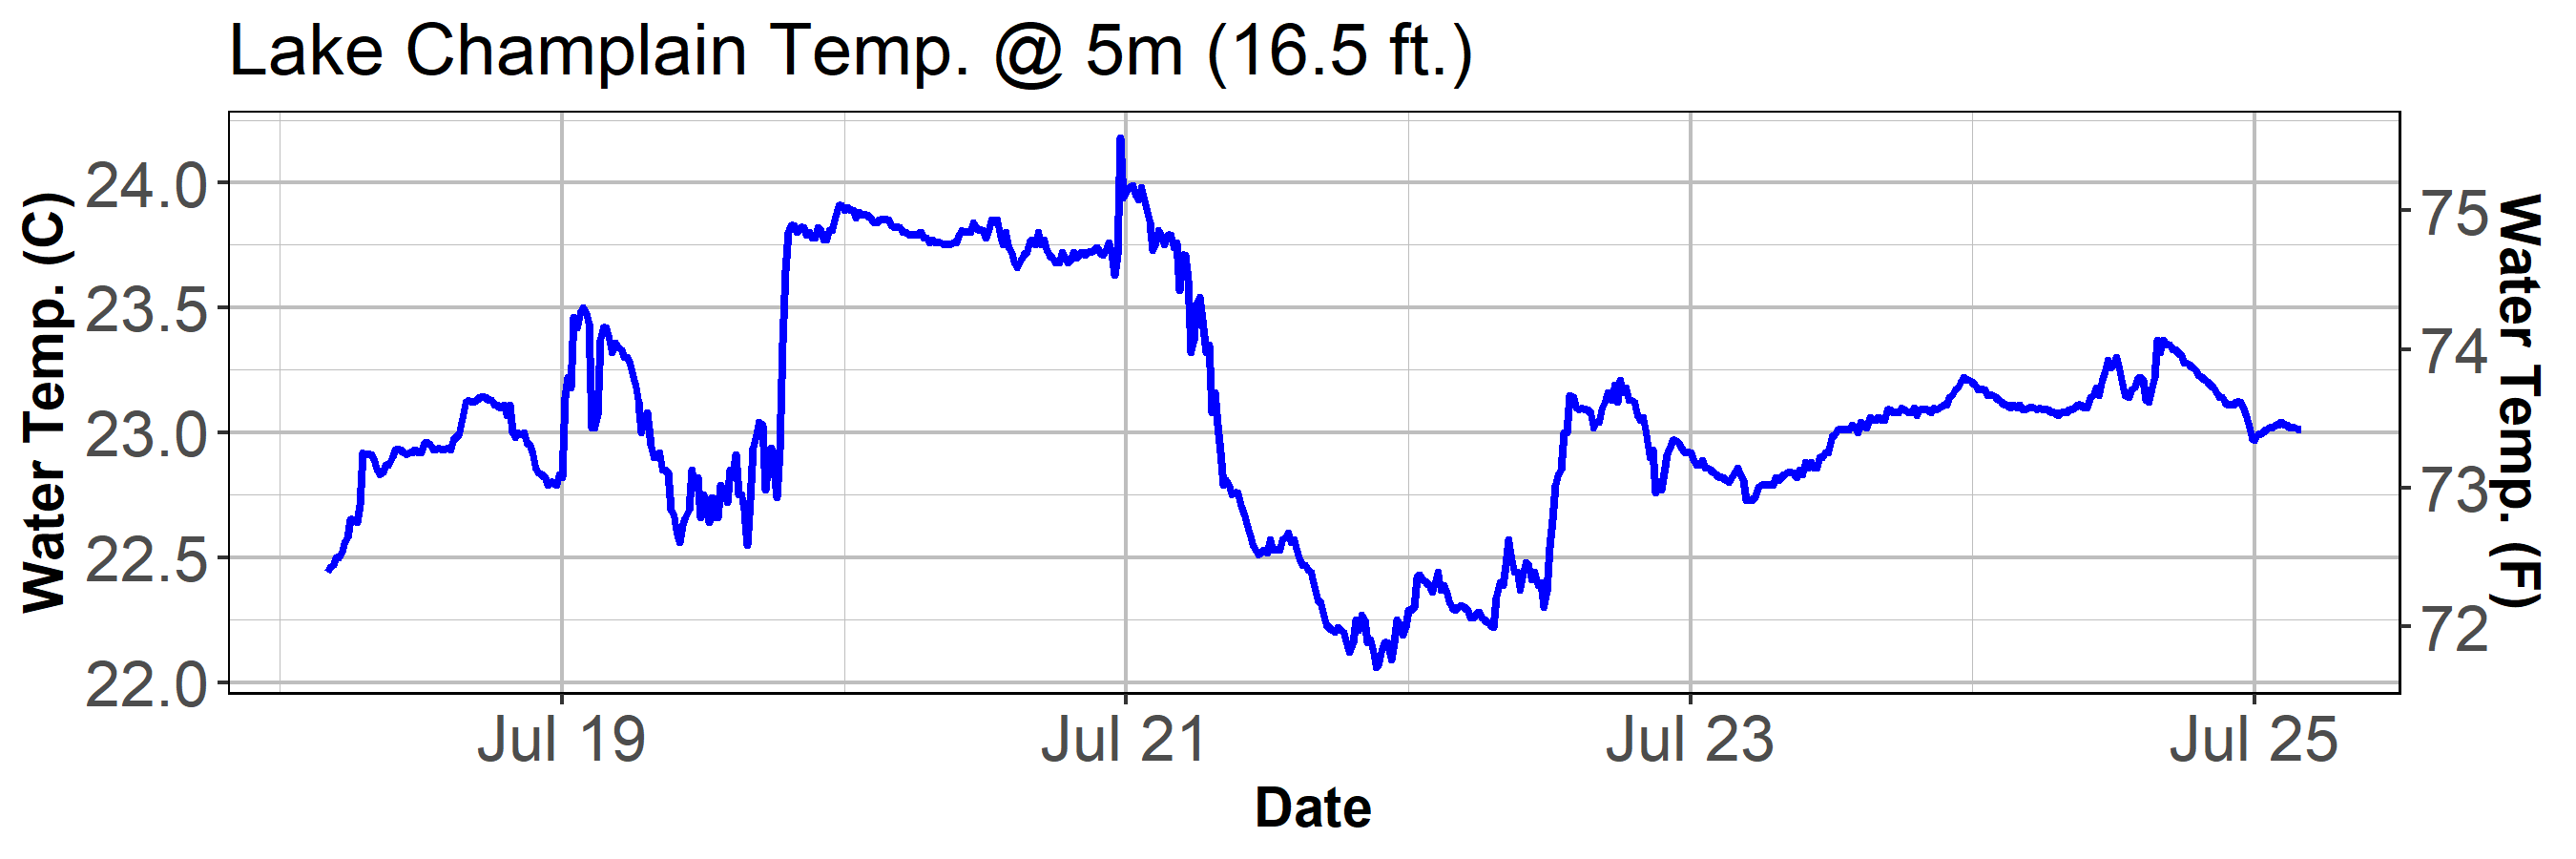 Lake Champlain Temp. @ 5m (16.5 ft.)
Water Temp. (C)
24.0
23.5
23.0
22.5
22.0
75
74
73
72
Water Temp. (F)
Jul 19 Jul 21 Jul 23 Jul 25
Date